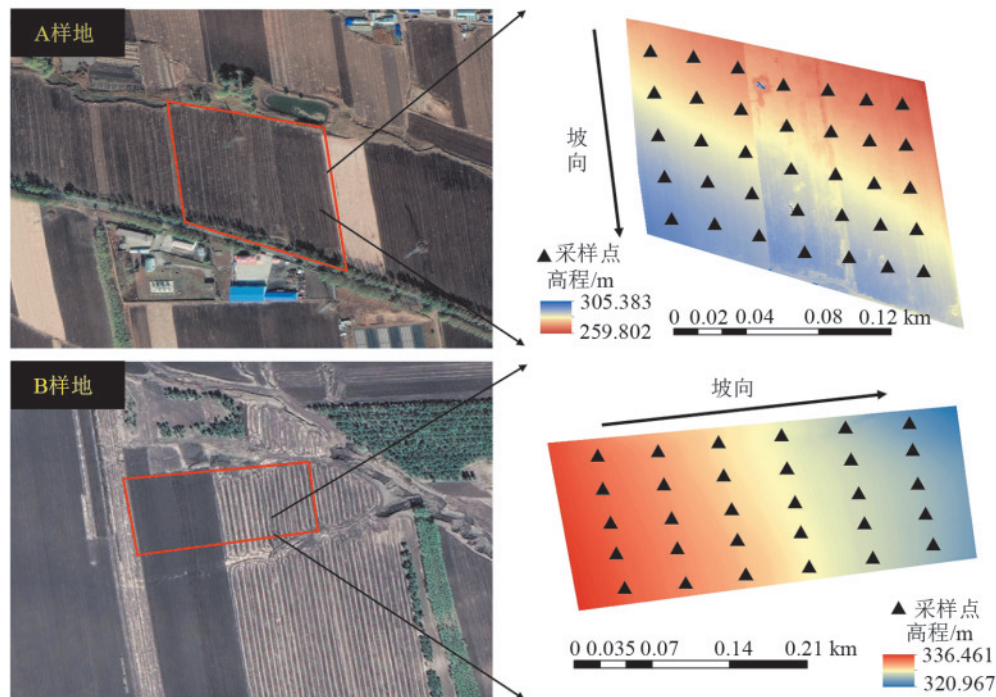 A样地
坡
向
▲采样点
高程/m
305.383
259.802
0 0.02 0.04 0.08 0.12 km
B样地
坡向
▲ 采样点
高程/m
336.461
320.967
0 0.035 0.07 0.14 0.21 km